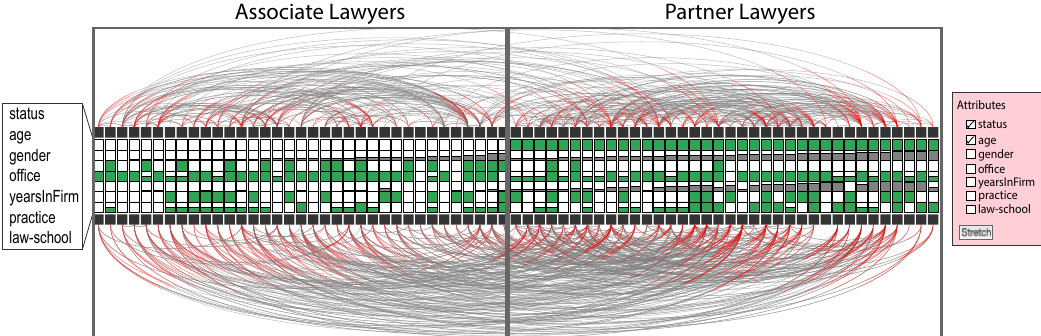 Associate Lawyers
Partner Lawyers
status
age
gender
office
yearsInFirm
practice
law-school
Attributes
status
age
gender
office
yearsInFirm
practice
law-school
Stretch